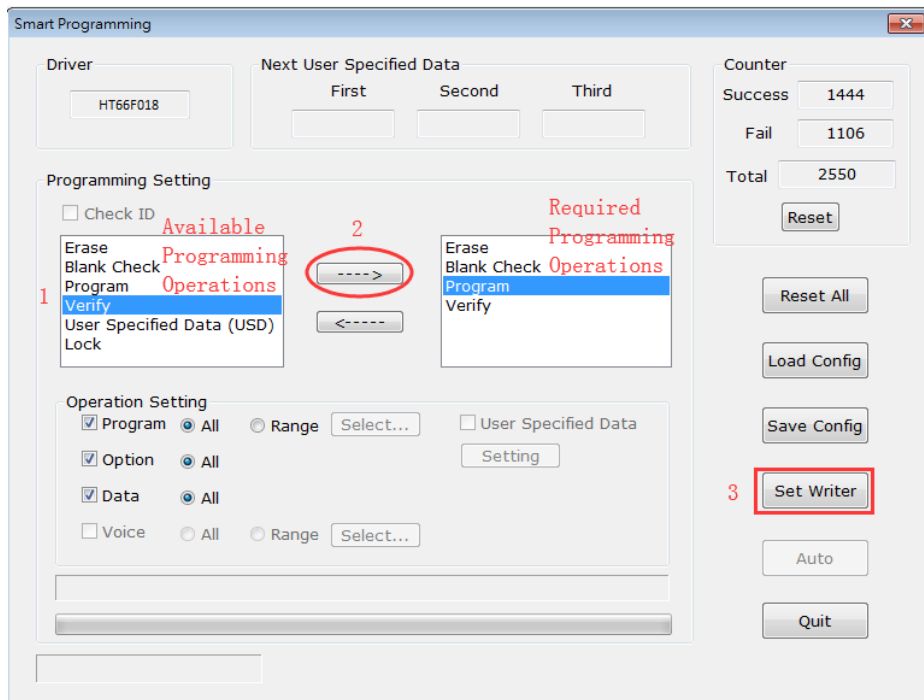 Smart Programming
Driver
HT66F018
Next User Specified Data
First Second Third
Counter
Success 1444
Fail 1106
Total 2550
Reset
Programming Setting
Check ID
1
Available
Programming
Operations
Erase
Blank Check
Program
Verify
User Specified Data (USD)
Lock
2
---->
<-----
Required
Programming
Operations
Erase
Blank Check
Program
Verify
Operation Setting
Program All Range Select...
Option All
Data All
Voice All Range Select...
User Specified Data
Setting
Reset All
Load Config
Save Config
3 Set Writer
Auto
Quit